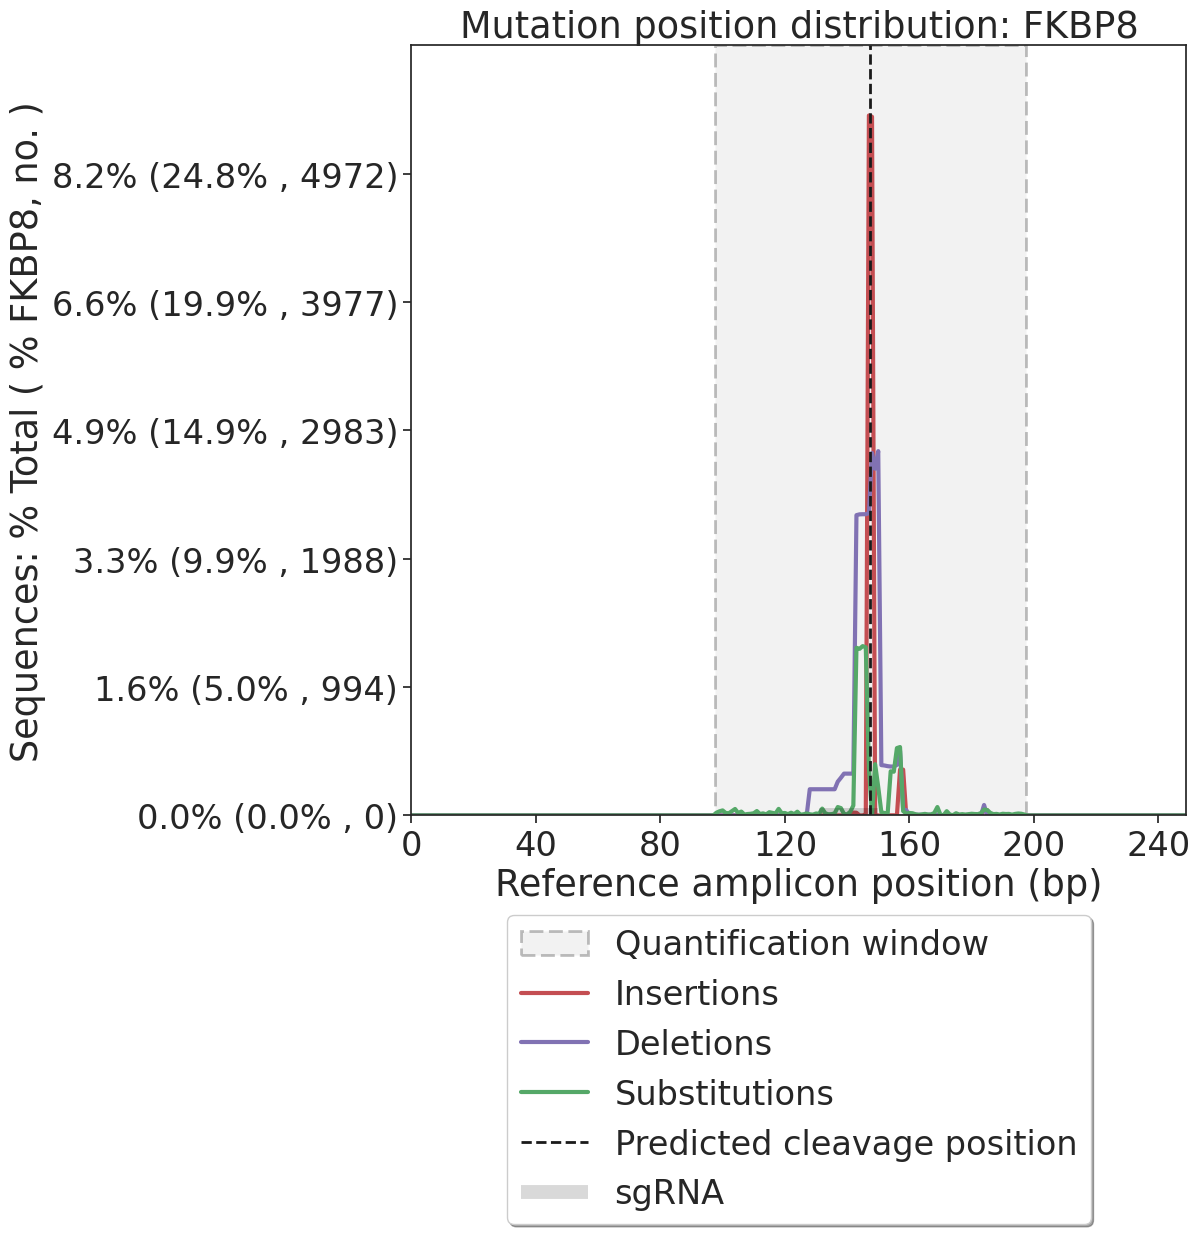 Mutation position distribution: FKBP8
Sequences: % Total ( % FKBP8, no. )
8.2% (24.8% , 4972)
6.6% (19.9% , 3977)
4.9% (14.9% , 2983)
3.3% (9.9% , 1988)
1.6% (5.0% , 994)
0.0% (0.0% , 0)
0 40 80 120 160 200 240
Reference amplicon position (bp)
Quantification window
Insertions
Deletions
Substitutions
Predicted cleavage position
sgRNA